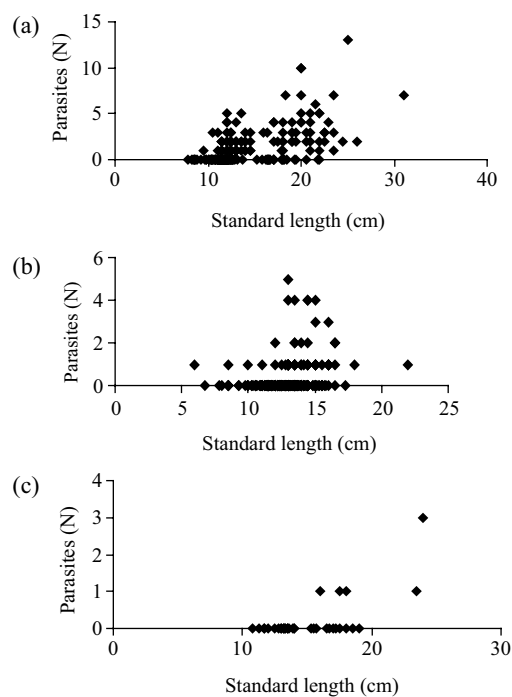 (a)
15
10
5
0
Parasites (N)
0 10 20 30 40
Standard length (cm)
(b)
6
4
2
0
Parasites (N)
0 5 10 15 20 25
Standard length (cm)
(c)
4
3
2
1
0
Parasites (N)
0 10 20 30
Standard length (cm)